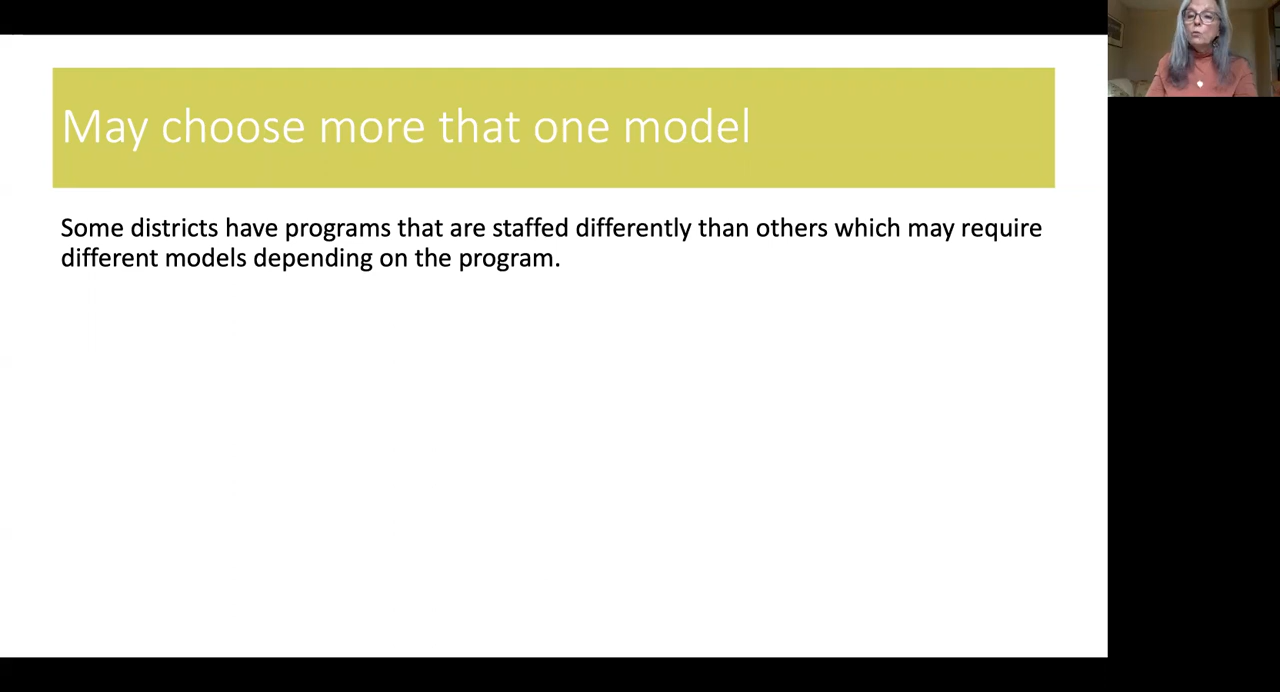 May choose more that one model
Some districts have programs that are staffed differently than others which may require
different models depending on the program.